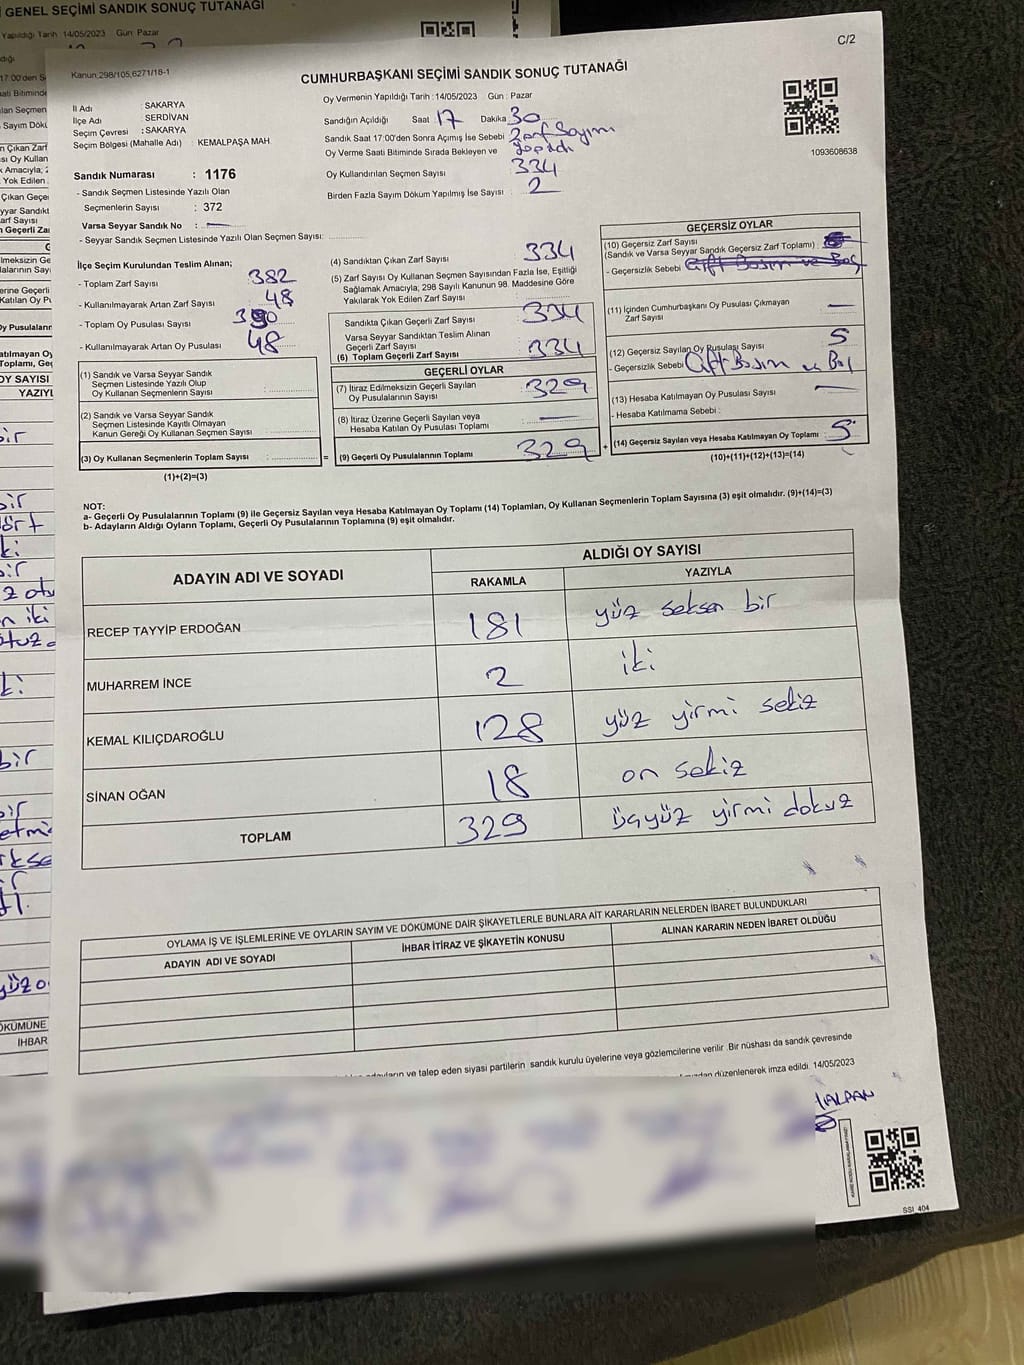 İ GENEL SEÇİMİ SANDIK SONUÇ TUTANAĞI
Yapıldığı Tarih 14/05/2023 Gün Pazar
C/2
Kanun;298/105,6271/18-1
CUMHURBAŞKANI SEÇİMİ SANDIK SONUÇ TUTANAĞI
İl Adı : SAKARYA
İlçe Adı : SERDİVAN
Seçim Çevresi : SAKARYA
Seçim Bölgesi (Mahalle Adı) : KEMALPAŞA MAH.
Sandık Numarası : 1176
- Sandık Seçmen Listesinde Yazılı Olan
Seçmenlerin Sayısı : 372
Varsa Seyyar Sandık No : —
- Seyyar Sandık Seçmen Listesinde Yazılı Olan Seçmen Sayısı:
Oy Vermenin Yapıldığı Tarih : 14/05/2023 Gün : Pazar
Sandığın Açıldığı Saat 17 Dakika 30
Sandık Saat 17:00'den Sonra Açımış İse Sebebi : Zarf Sayımı
Oy Verme Saati Bitiminde Sırada Bekleyen ve Yapıldı
Oy Kullandırılan Seçmen Sayısı : 334
Birden Fazla Sayım Döküm Yapılmış İse Sayısı : 2
1093608638
İlçe Seçim Kurulundan Teslim Alınan;
- Toplam Zarf Sayısı : 382
- Kullanılmayarak Artan Zarf Sayısı : 48
- Toplam Oy Pusulası Sayısı
- Kullanılmayarak Artan Oy Pusulası : 48
(1) Sandık ve Varsa Seyyar Sandık
Seçmen Listesinde Yazılı Olup
Oy Kullanan Seçmenlerin Sayısı :
(2) Sandık ve Varsa Seyyar Sandık
Seçmen Listesinde Kayıtlı Olmayan
Kanun Gereği Oy Kullanan Seçmen Sayısı :
(3) Oy Kullanan Seçmenlerin Toplam Sayısı : =
(1)+(2)=(3)
(4) Sandıktan Çıkan Zarf Sayısı : 334
(5) Zarf Sayısı Oy Kullanan Seçmen Sayısından Fazla İse, Eşitliği
Sağlamak Amacıyla, 298 Sayılı Kanunun 98. Maddesine Göre
Yakılarak Yok Edilen Zarf Sayısı :
Sandıkta Çıkan Geçerli Zarf Sayısı : 334
Varsa Seyyar Sandıktan Teslim Alınan
Geçerli Zarf Sayısı
(6) Toplam Geçerli Zarf Sayısı : 334
GEÇERLİ OYLAR
(7) İtiraz Edilmeksizin Geçerli Sayılan
Oy Pusulalarının Sayısı : 329
(8) İtiraz Üzerine Geçerli Sayılan veya
Hesaba Katılan Oy Pusulası Toplamı : —
(9) Geçerli Oy Pusulalarının Toplamı : 329 +
GEÇERSİZ OYLAR
(10) Geçersiz Zarf Sayısı
(Sandık ve Varsa Seyyar Sandık Geçersiz Zarf Toplamı) :
- Geçersizlik Sebebi : Çift Basım ve Boş
(11) İçinden Cumhurbaşkanı Oy Pusulası Çıkmayan
Zarf Sayısı : —
(12) Geçersiz Sayılan Oy Pusulası Sayısı : 5
- Geçersizlik Sebebi : Çift Basım ve Boş
(13) Hesaba Katılmayan Oy Pusulası Sayısı : —
- Hesaba Katılmama Sebebi :
(14) Geçersiz Sayılan veya Hesaba Katılmayan Oy Toplamı : 5
(10)+(11)+(12)+(13)=(14)
NOT:
a- Geçerli Oy Pusulalarının Toplamı (9) ile Geçersiz Sayılan veya Hesaba Katılmayan Oy Toplamı (14) Toplamları, Oy Kullanan Seçmenlerin Toplam Sayısına (3) eşit olmalıdır. (9)+(14)=(3)
b- Adayların Aldığı Oyların Toplamı, Geçerli Oy Pusulalarının Toplamına (9) eşit olmalıdır.
ADAYIN ADI VE SOYADI
ALDIĞI OY SAYISI
RAKAMLA YAZIYLA
RECEP TAYYİP ERDOĞAN 181 yüz seksen bir
MUHARREM İNCE 2 iki
KEMAL KILIÇDAROĞLU 128 yüz yirmi sekiz
SİNAN OĞAN 18 on sekiz
TOPLAM 329 üçyüz yirmi dokuz
OYLAMA İŞ VE İŞLEMLERİNE VE OYLARIN SAYIM VE DÖKÜMÜNE DAİR ŞİKAYETLERLE BUNLARA AİT KARARLARIN NELERDEN İBARET BULUNDUKLARI
ADAYIN ADI VE SOYADI İHBAR İTİRAZ VE ŞİKAYETİN KONUSU ALINAN KARARIN NEDEN İBARET OLDUĞU
ve talep eden siyasi partilerin sandık kurulu üyelerine veya gözlemcilerine verilir. Bir nüshası da sandık çevresinde
düzenlenerek imza edildi. 14/05/2023
SSI_404